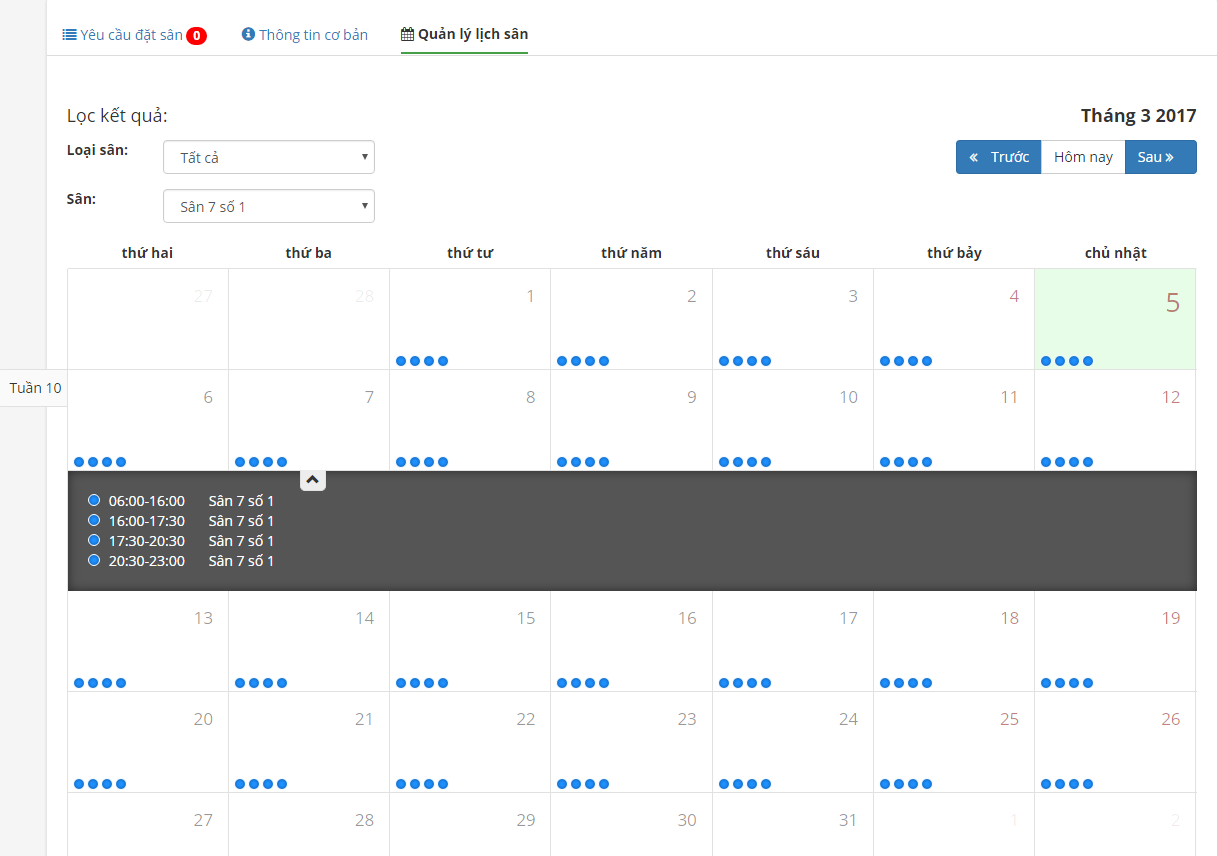 Yêu cầu đặt sân 0 Thông tin cơ bản Quản lý lịch sân
Lọc kết quả: Tháng 3 2017
Loại sân: Tất cả « Trước Hôm nay Sau »
Sân: Sân 7 số 1
thứ hai thứ ba thứ tư thứ năm thứ sáu thứ bảy chủ nhật
27 28 1 2 3 4 5
Tuần 10
6 7 8 9 10 11 12
06:00-16:00 Sân 7 số 1
16:00-17:30 Sân 7 số 1
17:30-20:30 Sân 7 số 1
20:30-23:00 Sân 7 số 1
13 14 15 16 17 18 19
20 21 22 23 24 25 26
27 28 29 30 31 1 2